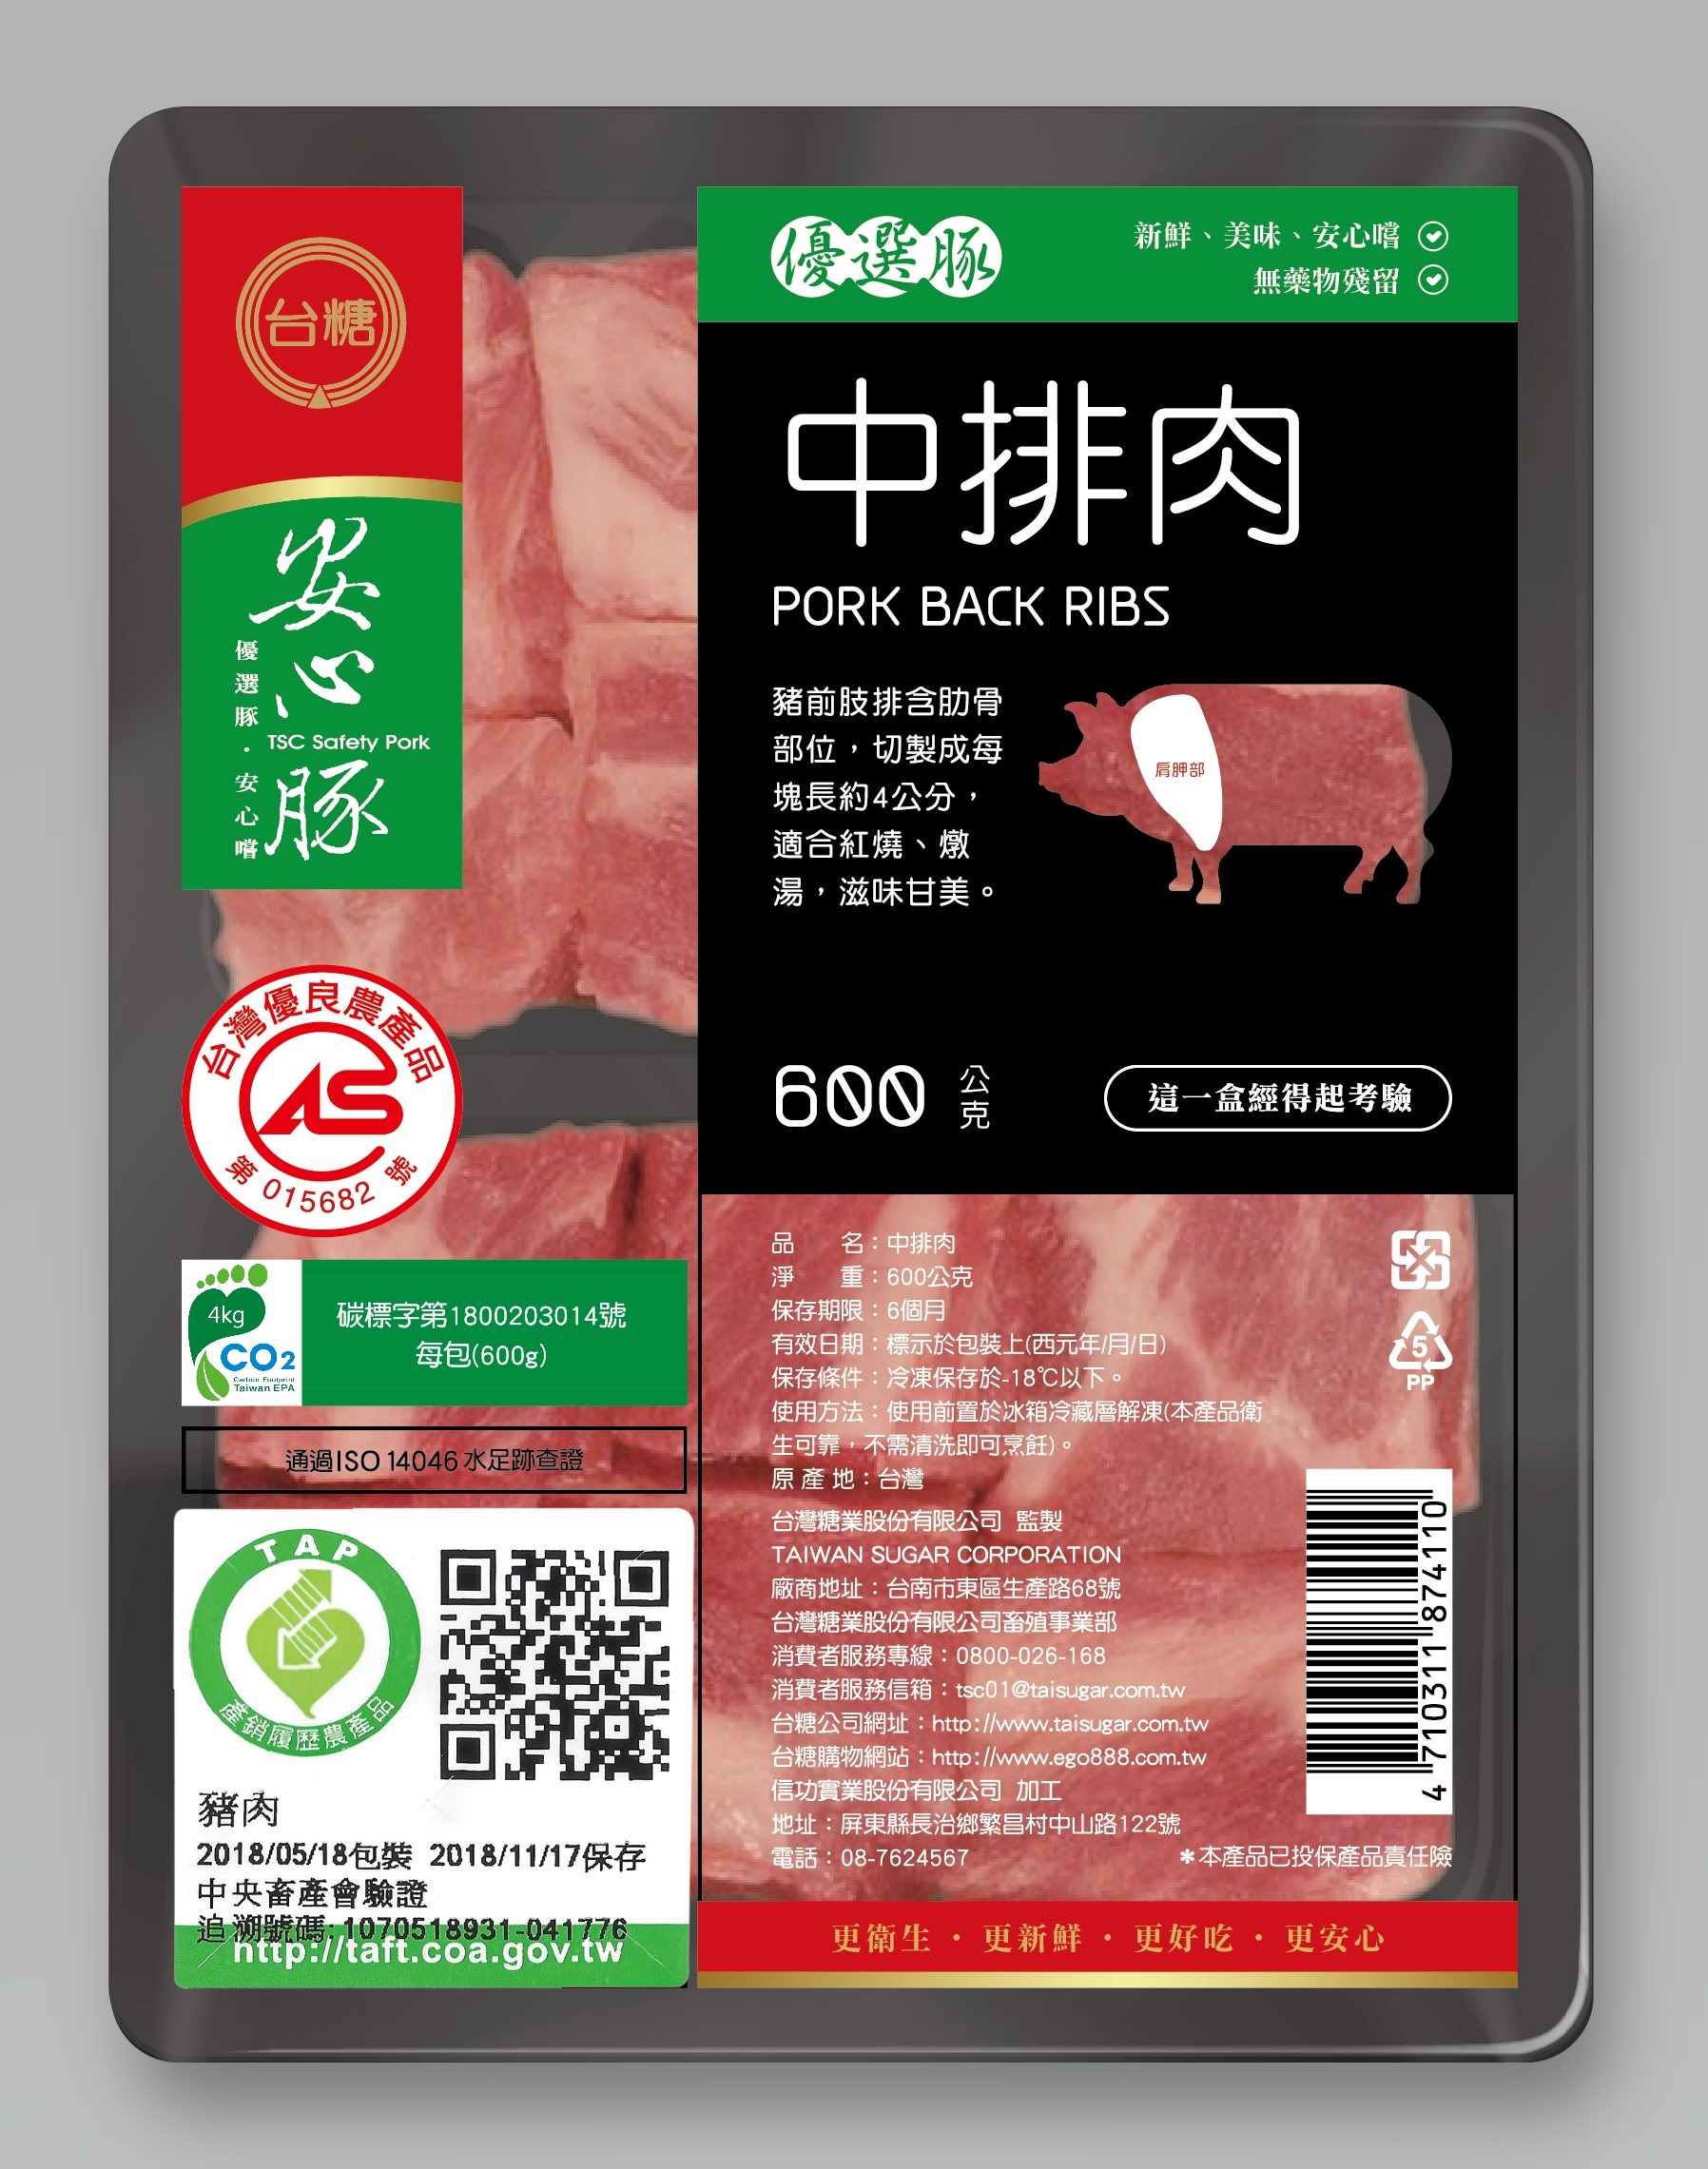 台糖
安心豚
TSC Safety Pork
優選豚・安心嚐
台灣優良農產品
CAS
第 015682 號
4kg
CO2
Carbon Footprint
Taiwan EPA
碳標字第1800203014號
每包(600g)
通過ISO 14046 水足跡查證
TAP
產銷履歷農產品
豬肉
2018/05/18包裝 2018/11/17保存
中央畜產會驗證
追溯號碼:1070518931-041776
http://taft.coa.gov.tw
優選豚
新鮮、美味、安心嚐
無藥物殘留
中排肉
PORK BACK RIBS
豬前肢排含肋骨
部位，切製成每
塊長約4公分，
適合紅燒、燉
湯，滋味甘美。
肩胛部
600 公克
這一盒經得起考驗
品　　名：中排肉
淨　　重：600公克
保存期限：6個月
有效日期：標示於包裝上(西元年/月/日)
保存條件：冷凍保存於-18℃以下。
使用方法：使用前置於冰箱冷藏層解凍(本產品衛
生可靠，不需清洗即可烹飪)。
原 產 地：台灣
台灣糖業股份有限公司 監製
TAIWAN SUGAR CORPORATION
廠商地址：台南市東區生產路68號
台灣糖業股份有限公司畜殖事業部
消費者服務專線：0800-026-168
消費者服務信箱：tsc01@taisugar.com.tw
台糖公司網址：http://www.taisugar.com.tw
台糖購物網站：http://www.ego888.com.tw
信功實業股份有限公司 加工
地址：屏東縣長治鄉繁昌村中山路122號
電話：08-7624567
5
PP
4 710311 874110
＊本產品已投保產品責任險
更衛生・更新鮮・更好吃・更安心